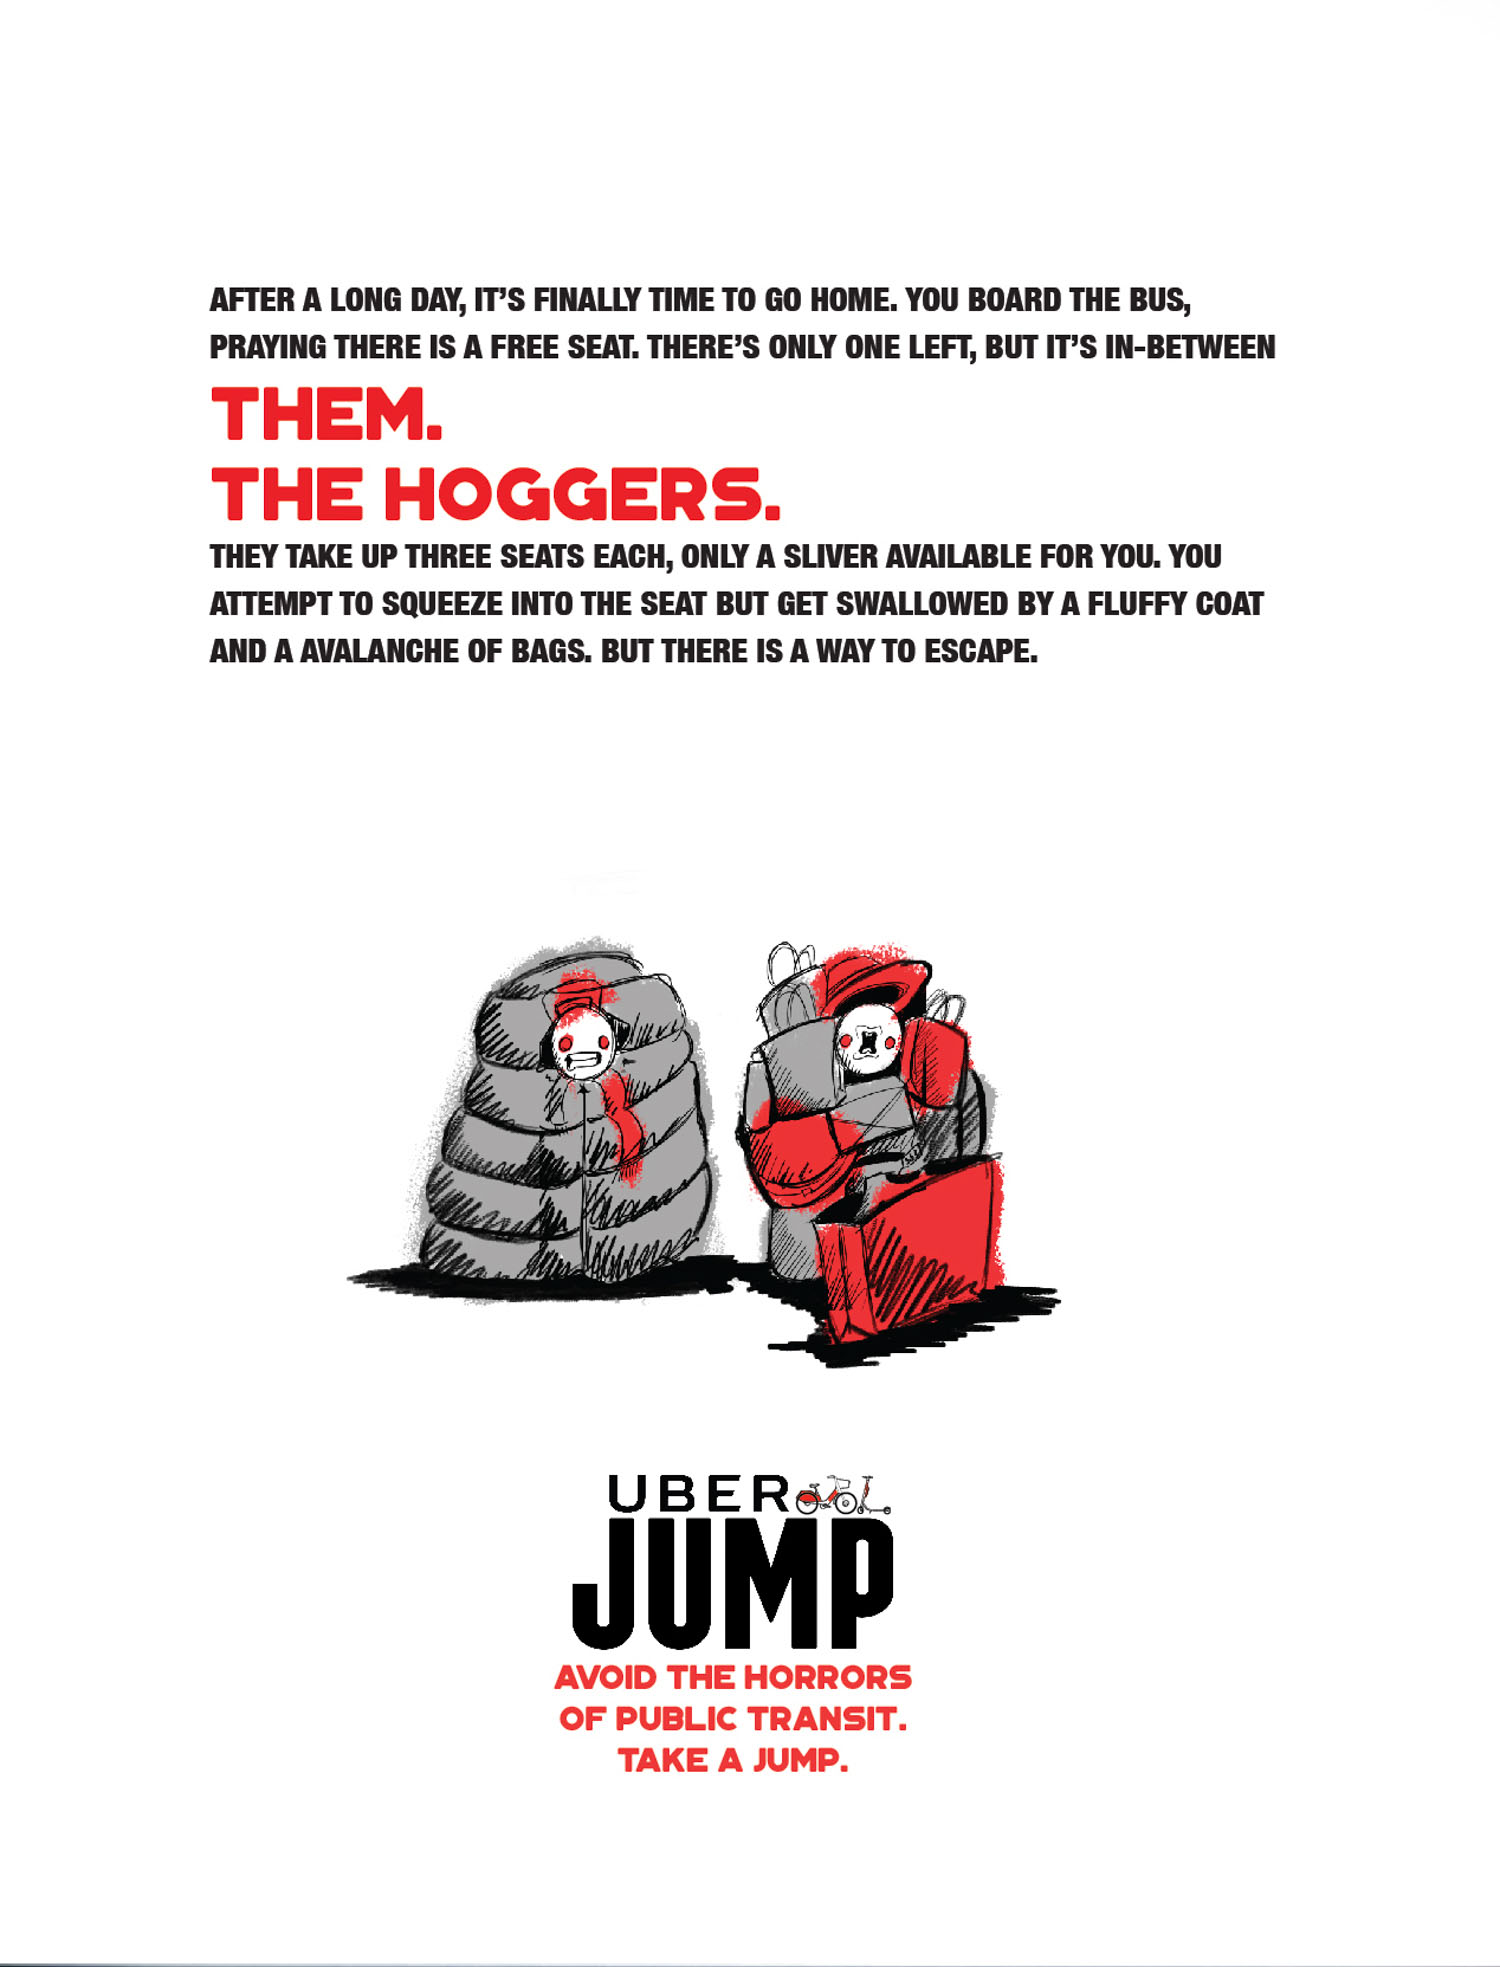 AFTER A LONG DAY, IT’S FINALLY TIME TO GO HOME. YOU BOARD THE BUS,
PRAYING THERE IS A FREE SEAT. THERE’S ONLY ONE LEFT, BUT IT’S IN-BETWEEN
THEM.
THE HOGGERS.
THEY TAKE UP THREE SEATS EACH, ONLY A SLIVER AVAILABLE FOR YOU. YOU
ATTEMPT TO SQUEEZE INTO THE SEAT BUT GET SWALLOWED BY A FLUFFY COAT
AND A AVALANCHE OF BAGS. BUT THERE IS A WAY TO ESCAPE.
UBER
JUMP
AVOID THE HORRORS
OF PUBLIC TRANSIT.
TAKE A JUMP.